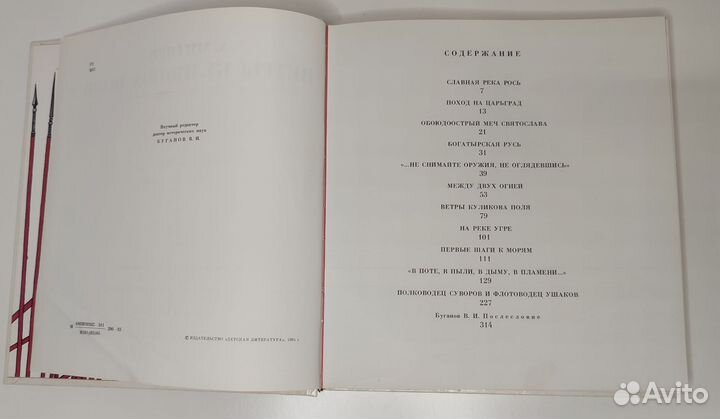 Научный редактор
доктор исторических наук
БУГАНОВ В. И.
© ИЗДАТЕЛЬСТВО «ДЕТСКАЯ ЛИТЕРАТУРА»,
СОДЕРЖАНИЕ
СЛАВНАЯ РЕКА РОСЬ
7
ПОХОД НА ЦАРЬГРАД
13
ОБОЮДООСТРЫЙ МЕЧ СВЯТОСЛАВА
21
БОГАТЫРСКАЯ РУСЬ
31
«...НЕ СНИМАЙТЕ ОРУЖИЯ, НЕ ОГЛЯДЕВШИСЬ»
39
МЕЖДУ ДВУХ ОГНЕЙ
53
ВЕТРЫ КУЛИКОВА ПОЛЯ
79
НА РЕКЕ УГРЕ
101
ПЕРВЫЕ ШАГИ К МОРЯМ
111
«В ПОТЕ, В ПЫЛИ, В ДЫМУ, В ПЛАМЕНИ...»
129
ПОЛКОВОДЕЦ СУВОРОВ И ФЛОТОВОДЕЦ УШАКОВ
227
Буганов В. И. Послесловие
314
Avito